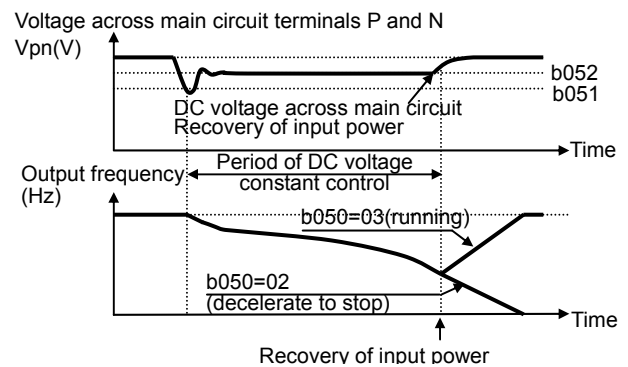 Voltage across main circuit terminals P and N
Vpn(V)
b052
b051
DC voltage across main circuit
Recovery of input power
Time
Output frequency
(Hz)
Period of DC voltage
constant control
b050=03(running)
b050=02
(decelerate to stop)
Time
Recovery of input power